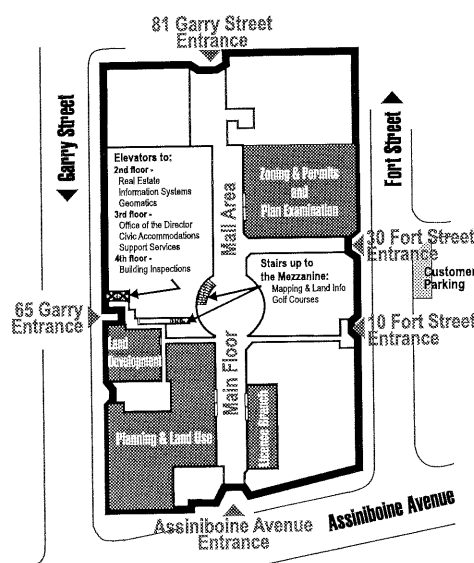 81 Garry Street
Entrance
Garry Street
Fort Street
Elevators to:
2nd floor -
Real Estate
Information Systems
Geomatics
3rd floor -
Office of the Director
Civic Accommodations
Support Services
4th floor -
Building Inspections
Zoning & Permits
and
Plan Examination
Mall Area
30 Fort Street
Entrance
Customer
Parking
Stairs up to
the Mezzanine:
Mapping & Land Info
Golf Courses
65 Garry
Entrance
10 Fort Street
Entrance
Land
Development
Main Floor
Planning & Land Use
Licence Branch
Assiniboine Avenue
Entrance
Assiniboine Avenue